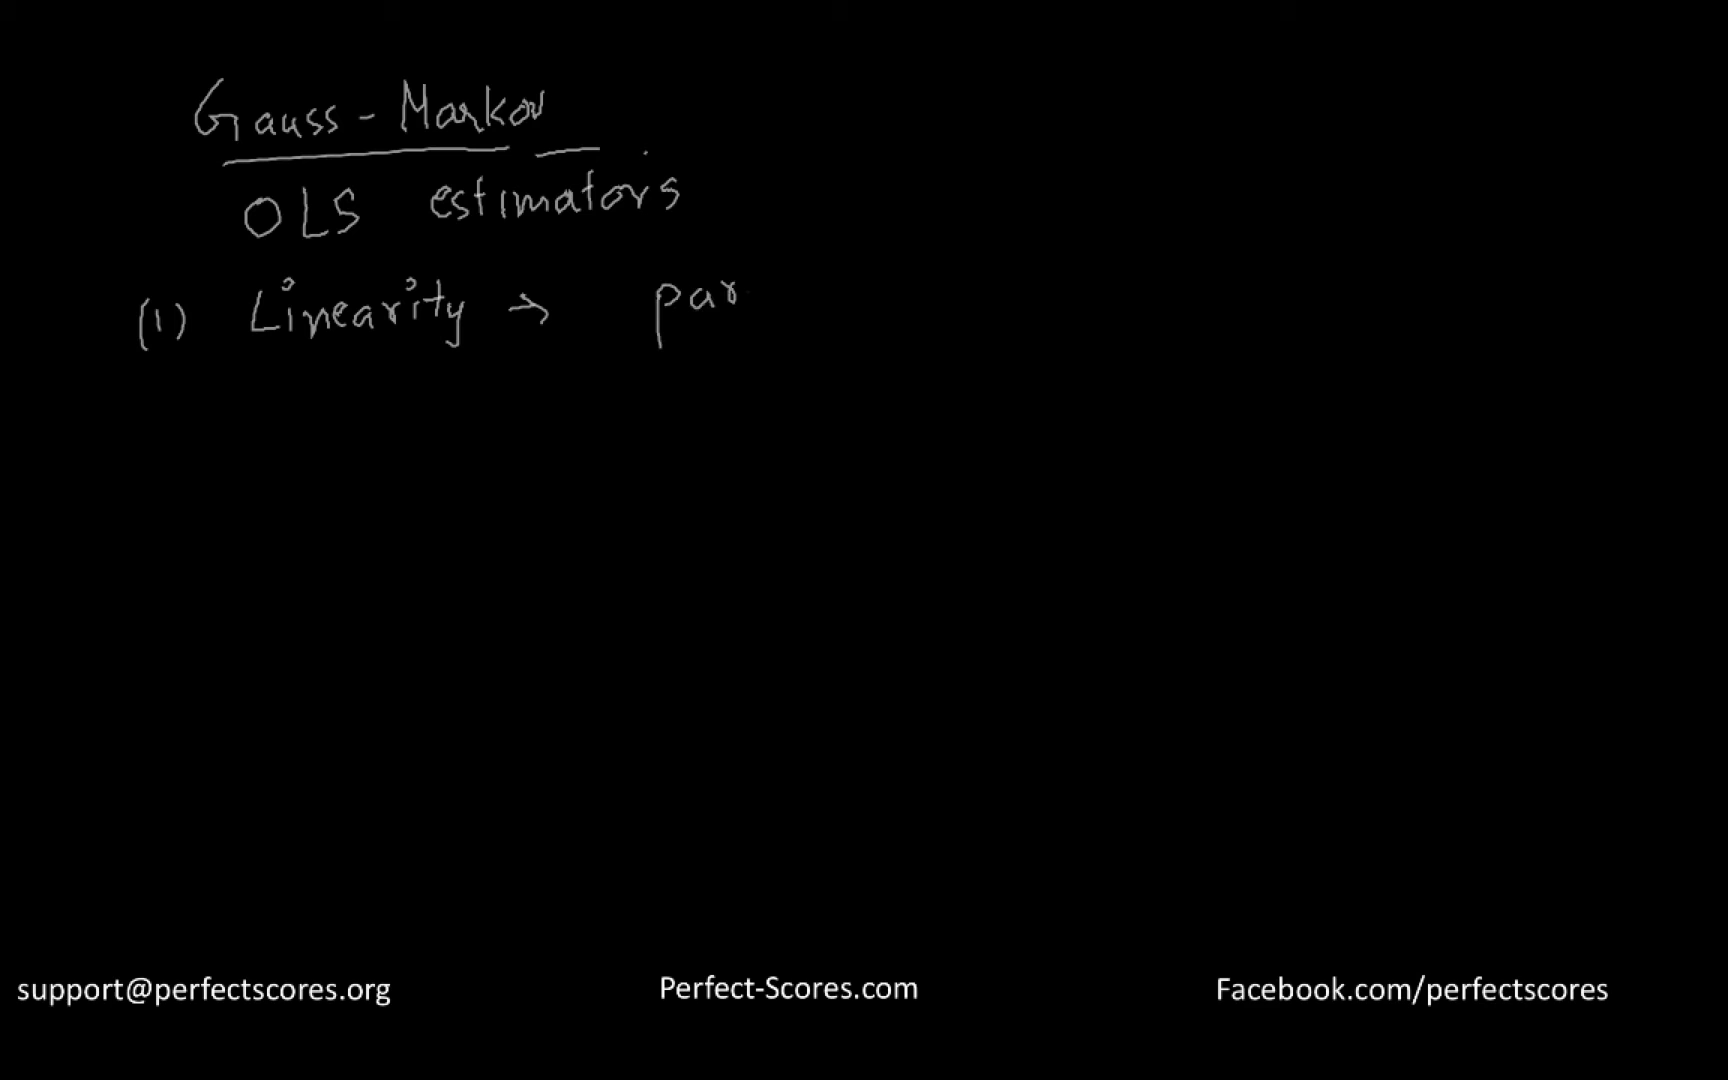 Gauss - Markov
OLS estimators
(1) Linearity → par
support@perfectscores.org
Perfect-Scores.com
Facebook.com/perfectscores